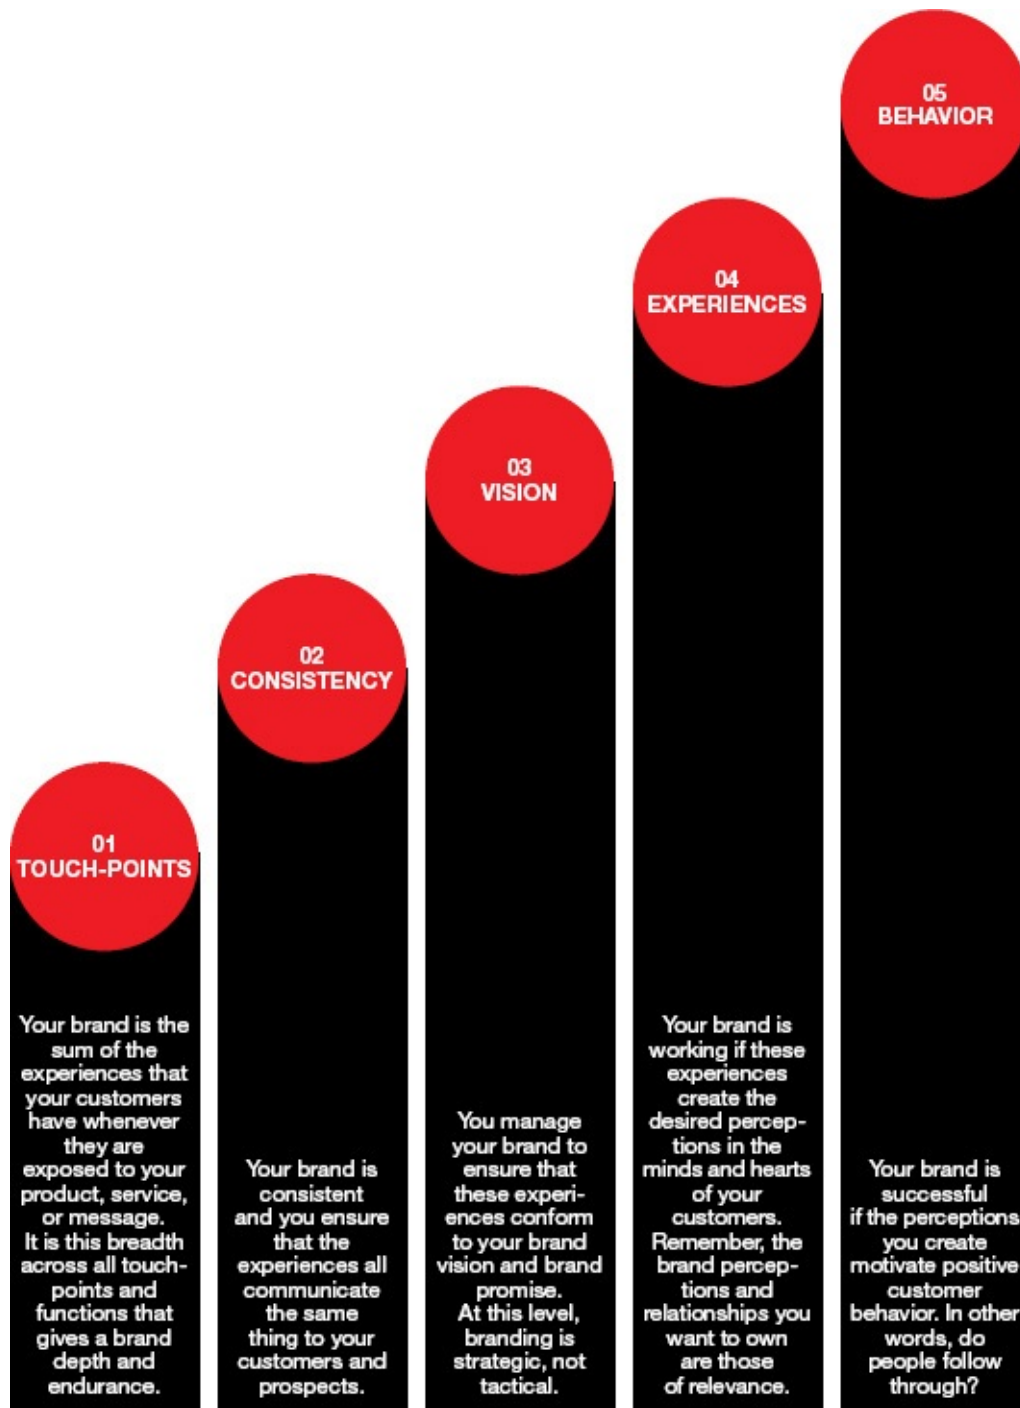 01
TOUCH-POINTS
Your brand is the
sum of the
experiences that
your customers
have whenever
they are
exposed to your
product, service,
or message.
It is this breadth
across all touch-
points and
functions that
gives a brand
depth and
endurance.
02
CONSISTENCY
Your brand is
consistent
and you ensure
that the
experiences all
communicate
the same
thing to your
customers and
prospects.
03
VISION
You manage
your brand to
ensure that
these experi-
ences conform
to your brand
vision and brand
promise.
At this level,
branding is
strategic, not
tactical.
04
EXPERIENCES
Your brand is
working if these
experiences
create the
desired percep-
tions in the
minds and hearts
of your
customers.
Remember, the
brand percep-
tions and
relationships you
want to own
are those
of relevance.
05
BEHAVIOR
Your brand is
successful
if the perceptions
you create
motivate positive
customer
behavior. In other
words, do
people follow
through?